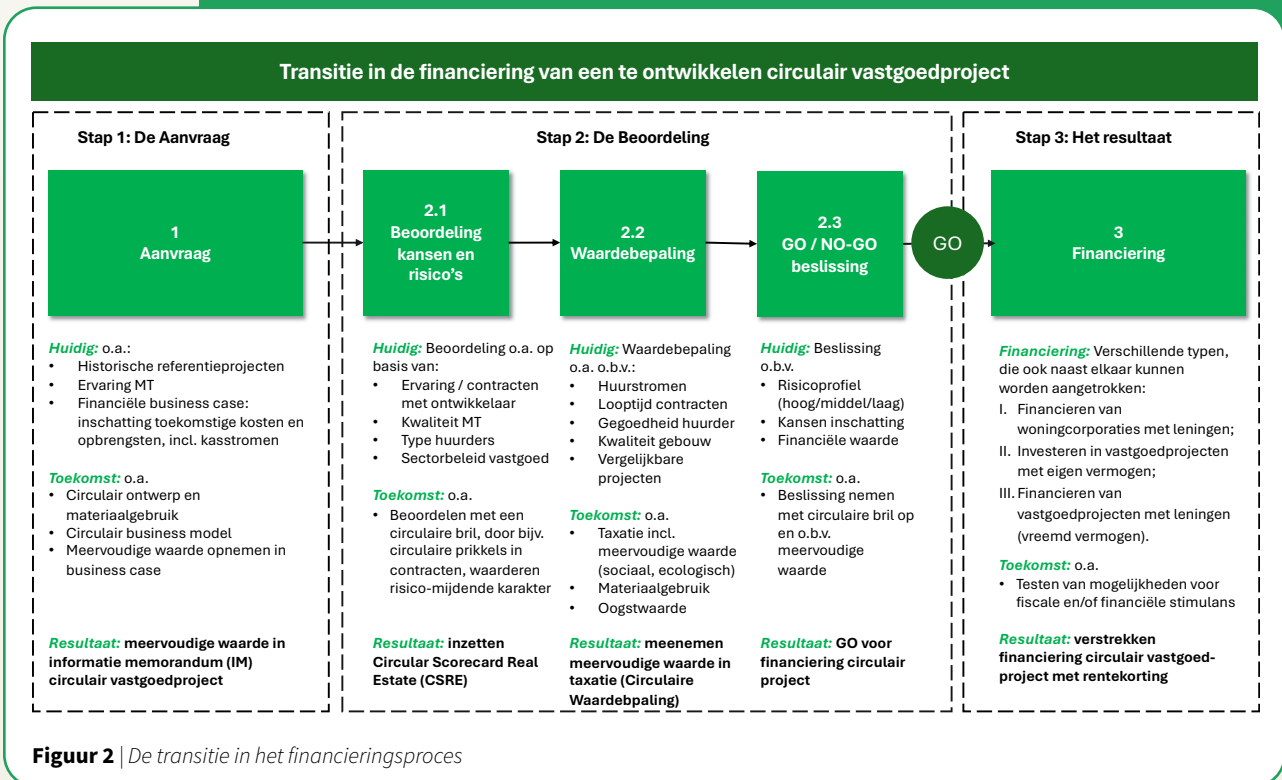 Transitie in de financiering van een te ontwikkelen circulair vastgoedproject
Stap 1: De Aanvraag
1
Aanvraag
Huidig: o.a.:
• Historische referentieprojecten
• Ervaring MT
• Financiële business case:
inschatting toekomstige kosten en
opbrengsten, incl. kasstromen
Toekomst: o.a.
• Circulair ontwerp en
materiaalgebruik
• Circulair business model
• Meervoudige waarde opnemen in
business case
Resultaat: meervoudige waarde in
informatie memorandum (IM)
circulair vastgoedproject
Stap 2: De Beoordeling
2.1
Beoordeling
kansen en
risico's
Huidig: Beoordeling o.a. op
basis van:
• Ervaring / contracten
met ontwikkelaar
• Kwaliteit MT
• Type huurders
• Sectorbeleid vastgoed
Toekomst: o.a.
• Beoordelen met een
circulaire bril, door bijv.
circulaire prikkels in
contracten, waarderen
risico-mijdende karakter
Resultaat: inzetten
Circular Scorecard Real
Estate (CSRE)
2.2
Waardebepaling
Huidig: Waardebepaling
o.a. o.b.v.:
• Huurstromen
• Looptijd contracten
• Gegoedheid huurder
• Kwaliteit gebouw
• Vergelijkbare
projecten
Toekomst: o.a.
• Taxatie incl.
meervoudige waarde
(sociaal, ecologisch)
• Materiaalgebruik
• Oogstwaarde
Resultaat: meenemen
meervoudige waarde in
taxatie (Circulaire
Waardebpaling)
2.3
GO / NO-GO
beslissing
Huidig: Beslissing
o.b.v.
• Risicoprofiel
(hoog/middel/laag)
• Kansen inschatting
• Financiële waarde
Toekomst: o.a.
• Beslissing nemen
met circulaire bril op
en o.b.v.
meervoudige
waarde
Resultaat: GO voor
financiering circulair
project
GO
Stap 3: Het resultaat
3
Financiering
Financiering: Verschillende typen,
die ook naast elkaar kunnen
worden aangetrokken:
I. Financieren van
woningcorporaties met leningen;
II. Investeren in vastgoedprojecten
met eigen vermogen;
III. Financieren van
vastgoedprojecten met leningen
(vreemd vermogen).
Toekomst: o.a.
• Testen van mogelijkheden voor
fiscale en/of financiële stimulans
Resultaat: verstrekken
financiering circulair vastgoed-
project met rentekorting
Figuur 2 | De transitie in het financieringsproces